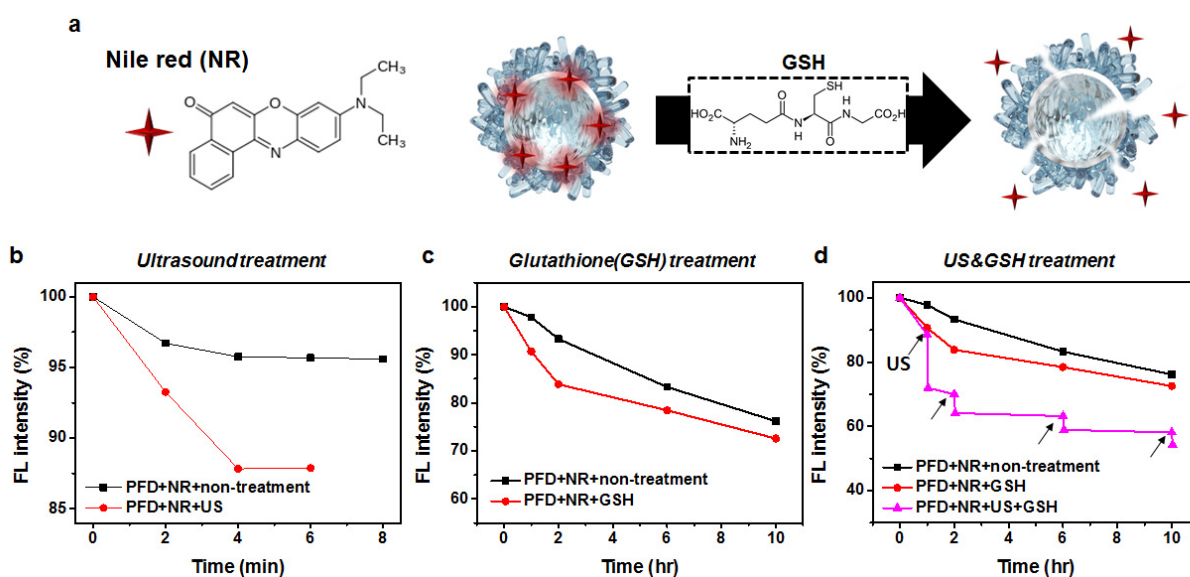 a
Nile red (NR)
O
O
N
CH3
CH3
N
GSH
SH
O
H
HO2C
N
H
NH2
N
O
CO2H
b
Ultrasound treatment
100
95
90
85
FL intensity (%)
PFD+NR+non-treatment
PFD+NR+US
0 2 4 6 8
Time (min)
c
Glutathione(GSH) treatment
100
90
80
70
60
FL intensity (%)
PFD+NR+non-treatment
PFD+NR+GSH
0 2 4 6 8 10
Time (hr)
d
US&GSH treatment
100
80
60
40
FL intensity (%)
US
PFD+NR+non-treatment
PFD+NR+GSH
PFD+NR+US+GSH
0 2 4 6 8 10
Time (hr)